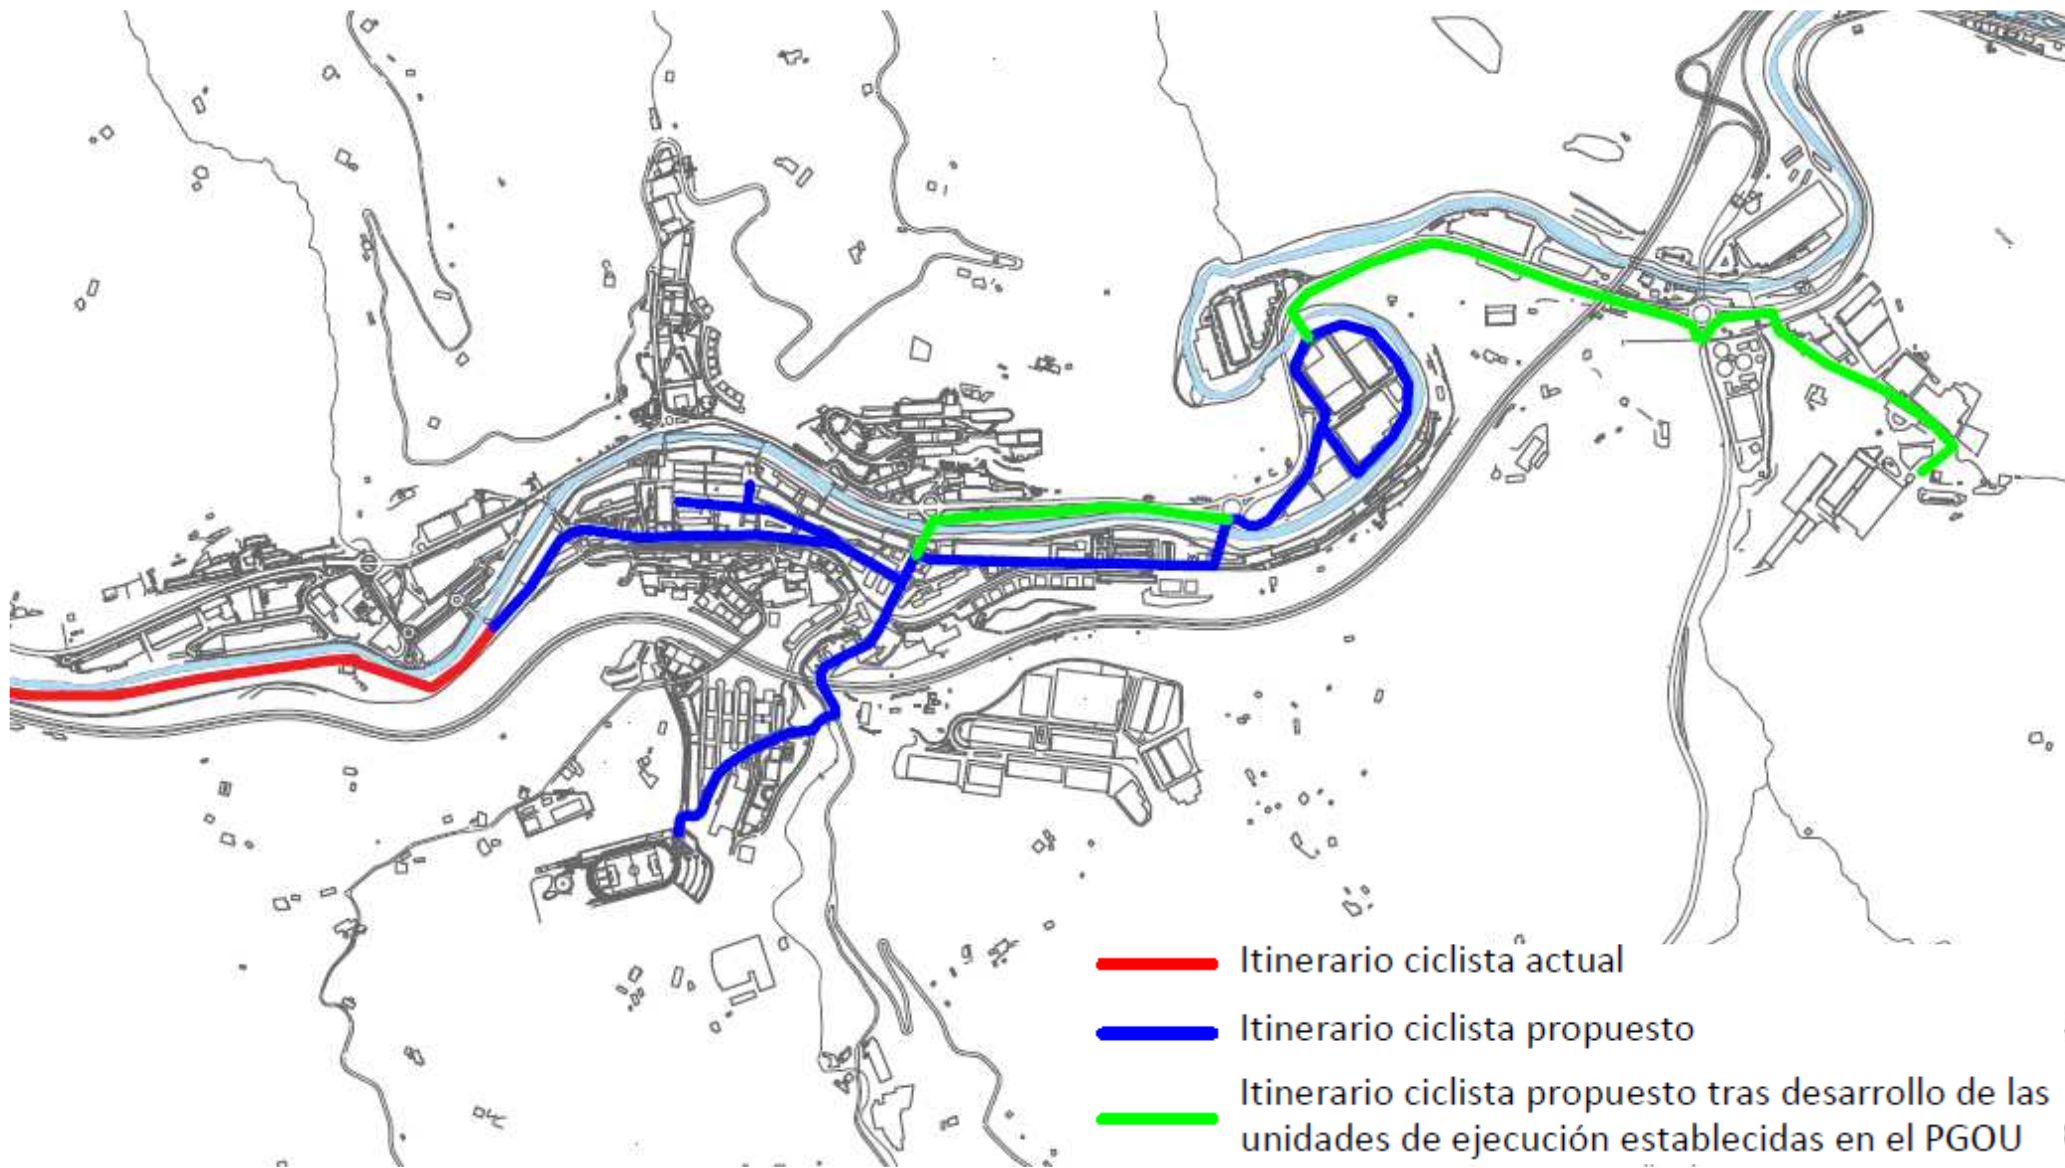 Itinerario ciclista actual
Itinerario ciclista propuesto
Itinerario ciclista propuesto tras desarrollo de las
unidades de ejecución establecidas en el PGOU